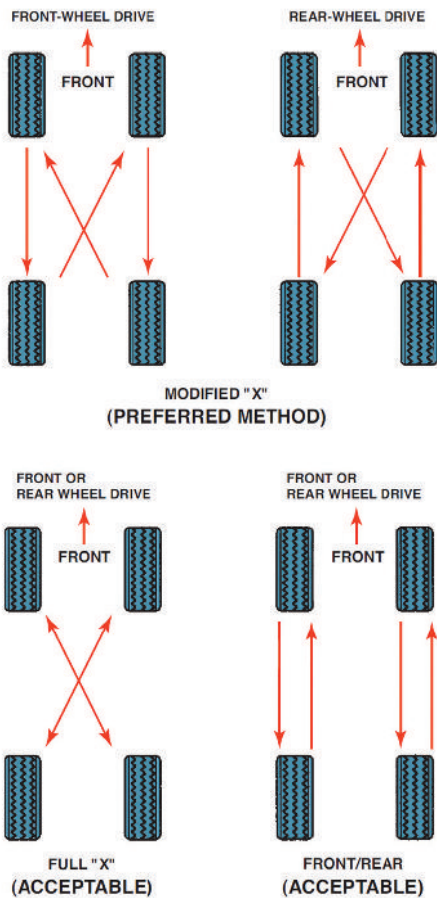 FRONT-WHEEL DRIVE
FRONT
REAR-WHEEL DRIVE
FRONT
MODIFIED "X"
(PREFERRED METHOD)
FRONT OR
REAR WHEEL DRIVE
FRONT
FRONT OR
REAR WHEEL DRIVE
FRONT
FULL "X"
(ACCEPTABLE)
FRONT/REAR
(ACCEPTABLE)